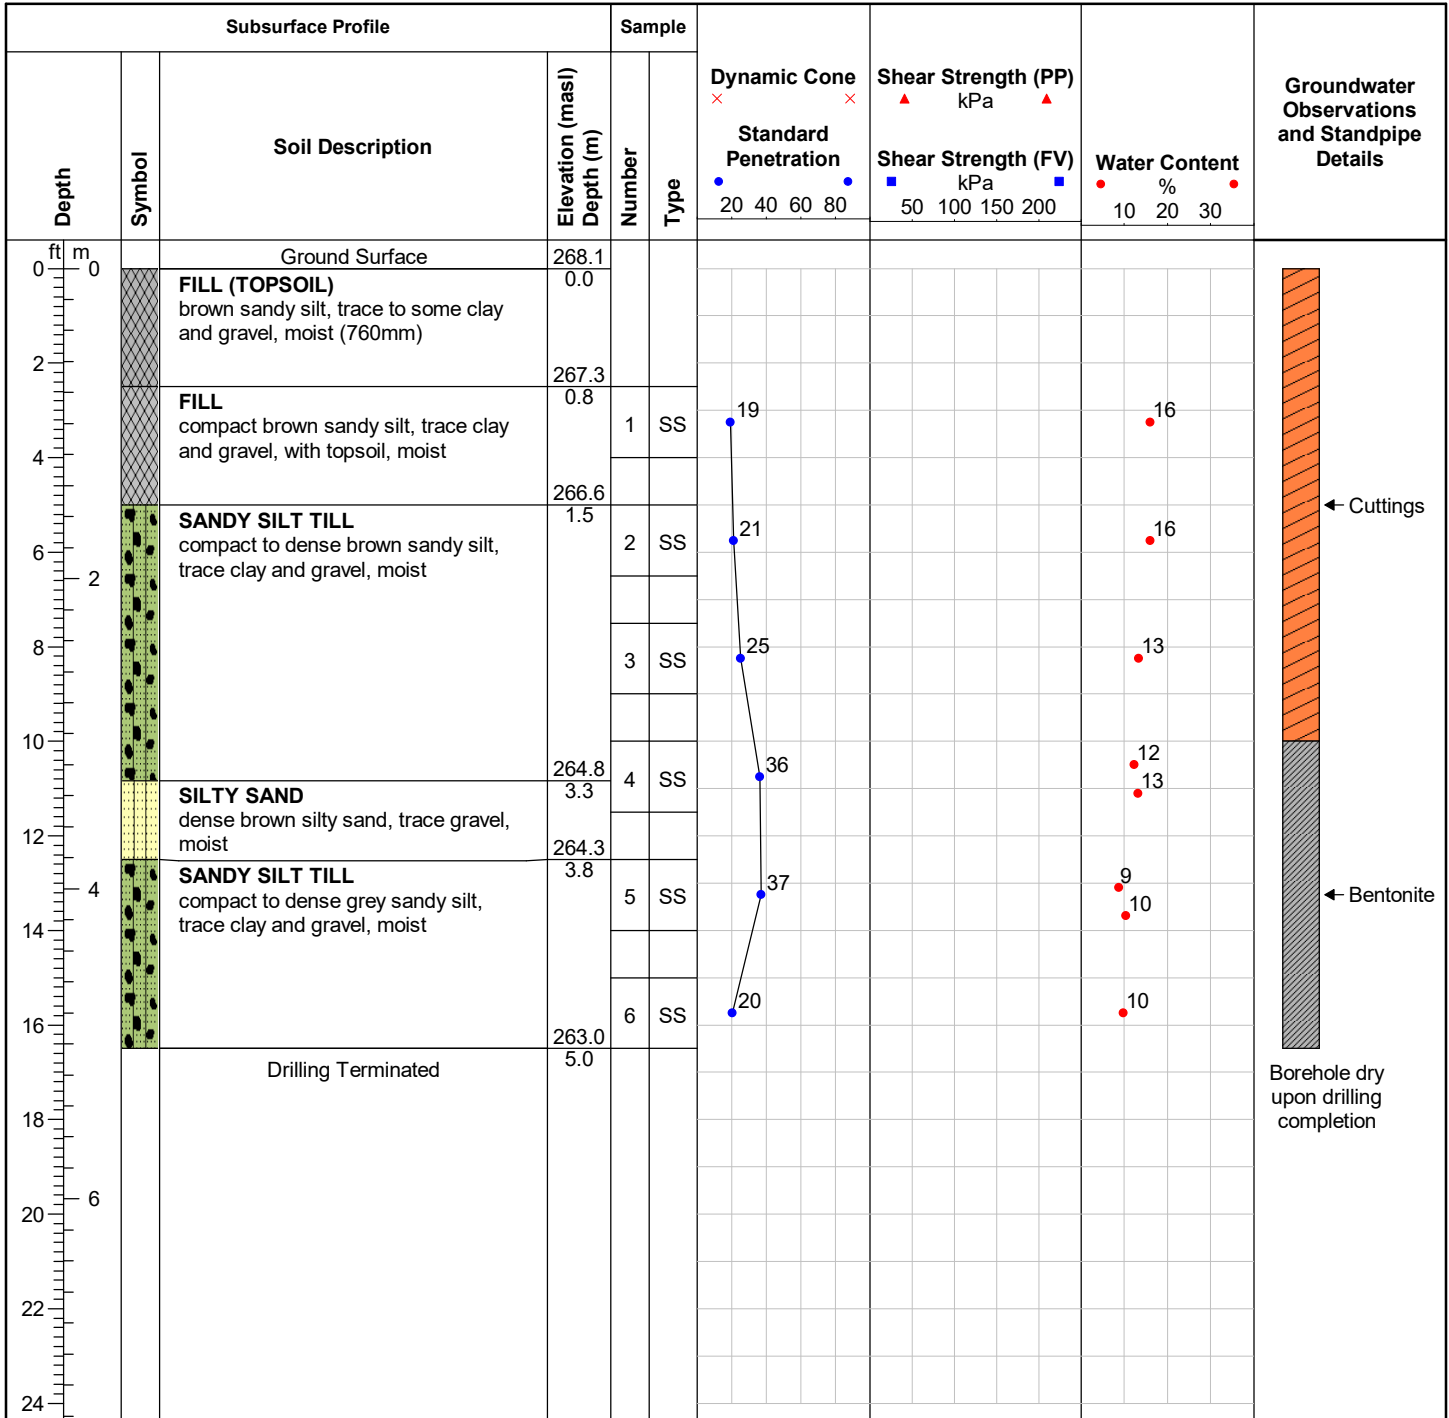 Subsurface Profile
Sample
Depth
Symbol
Soil Description
Elevation (masl)
Depth (m)
Number
Type
Dynamic Cone
Standard
Penetration
20 40 60 80
Shear Strength (PP)
kPa
Shear Strength (FV)
kPa
50 100 150 200
Water Content
%
10 20 30
Groundwater
Observations
and Standpipe
Details
ft m
Ground Surface
268.1
0 0
0.0
FILL (TOPSOIL)
brown sandy silt, trace to some clay
and gravel, moist (760mm)
2
267.3
0.8
FILL
compact brown sandy silt, trace clay
and gravel, with topsoil, moist
1 SS
19
16
4
266.6
1.5
SANDY SILT TILL
compact to dense brown sandy silt,
trace clay and gravel, moist
2 SS
21
16
Cuttings
6
2
8
3 SS
25
13
10
264.8
3.3
4 SS
36
12
13
SILTY SAND
dense brown silty sand, trace gravel,
moist
12
264.3
3.8
SANDY SILT TILL
compact to dense grey sandy silt,
trace clay and gravel, moist
4
5 SS
37
9
10
Bentonite
14
6 SS
20
10
16
263.0
5.0
Drilling Terminated
Borehole dry
upon drilling
completion
18
6
20
22
24